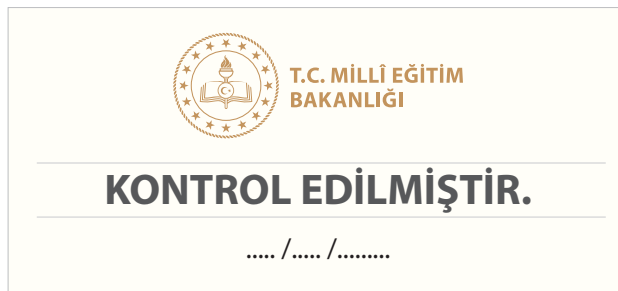 T.C. MİLLÎ EĞİTİM
BAKANLIĞI
KONTROL EDİLMİŞTİR.
..... /..... /.........